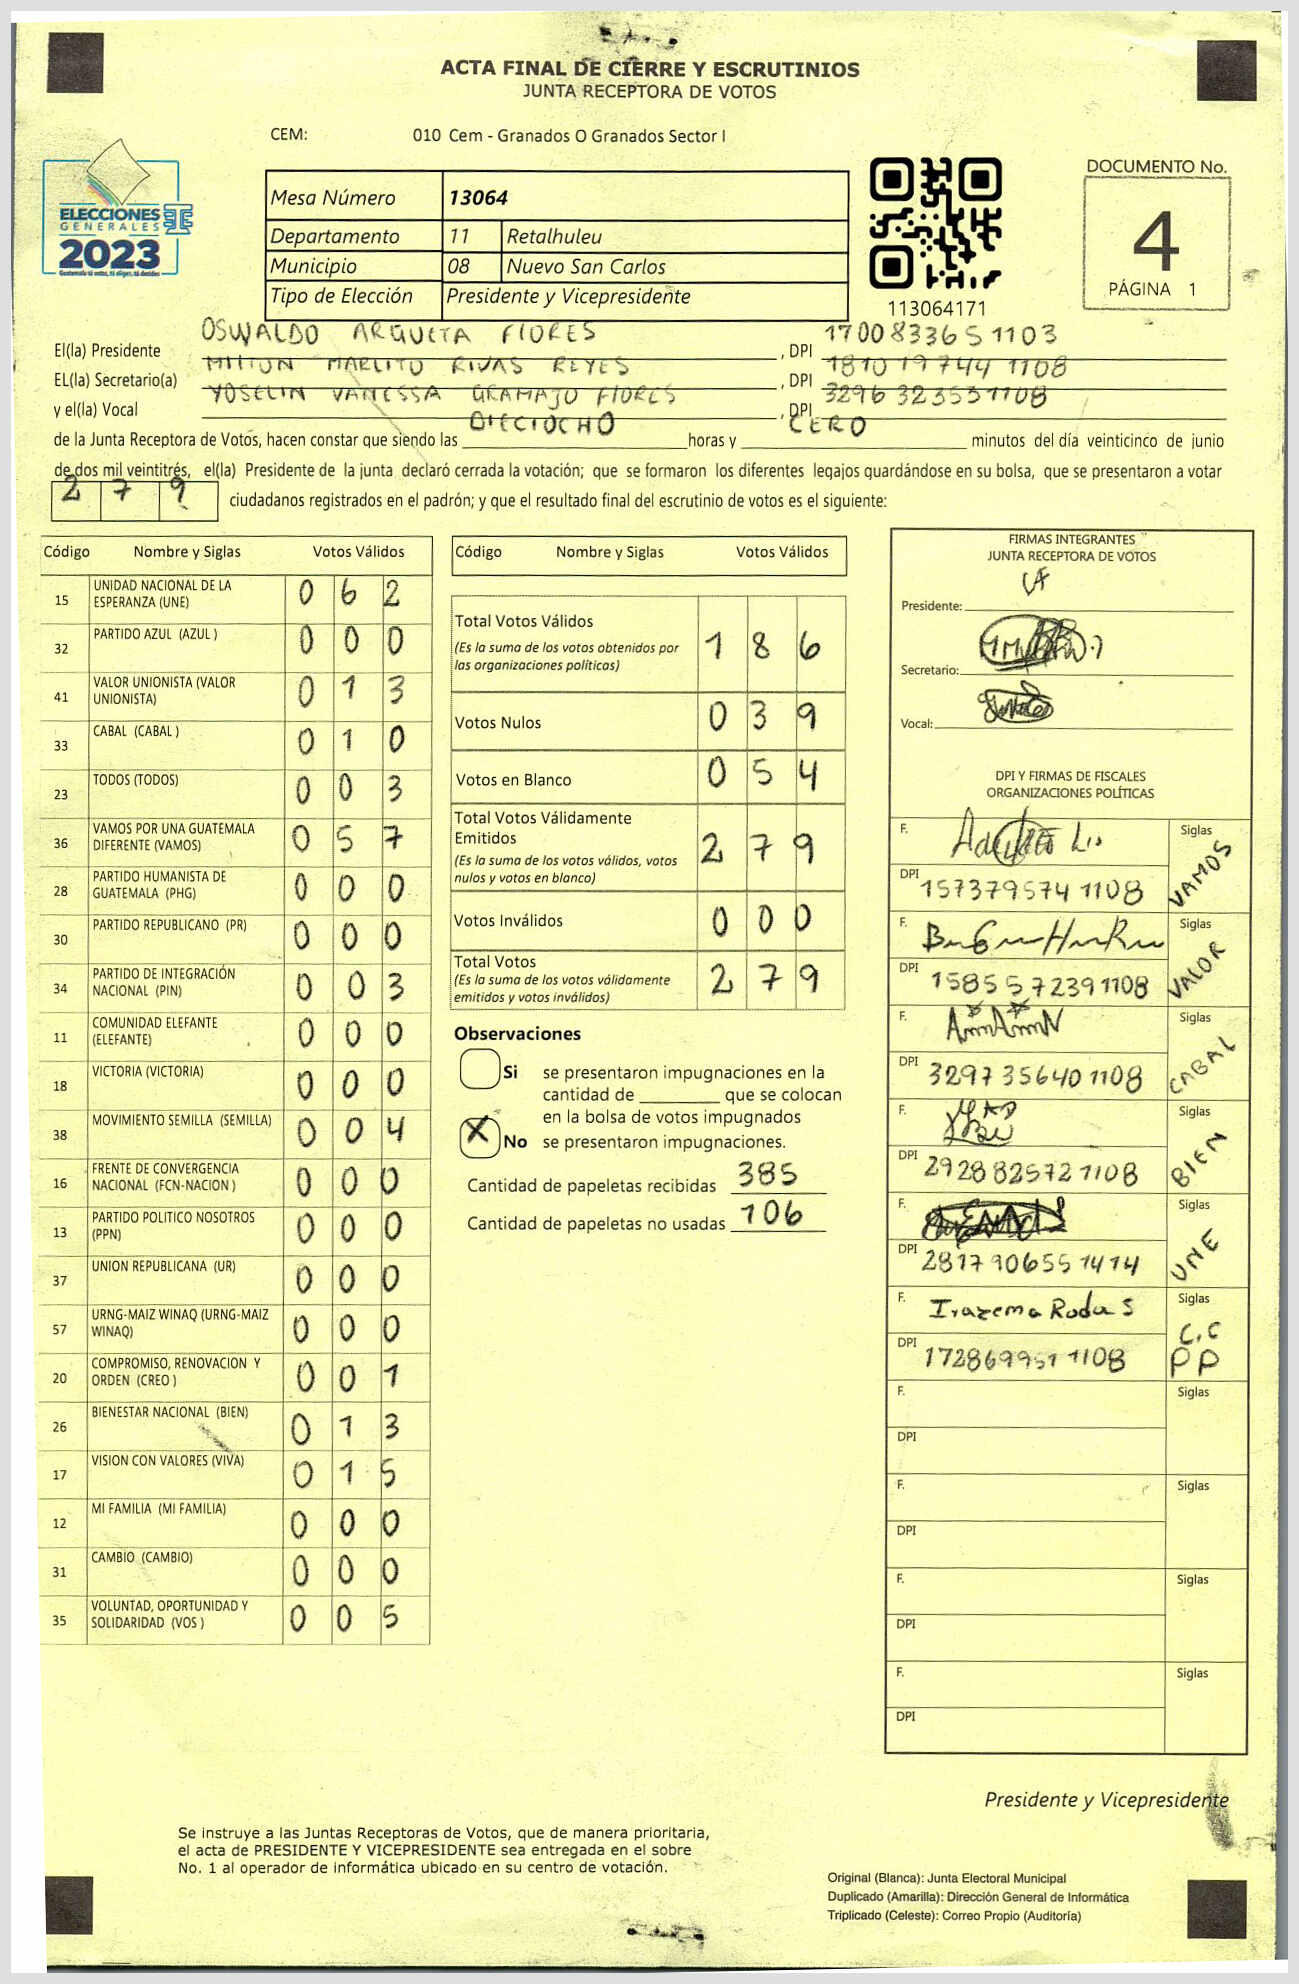 ACTA FINAL DE CIERRE Y ESCRUTINIOS
JUNTA RECEPTORA DE VOTOS
CEM: 010 Cem - Granados O Granados Sector I
ELECCIONES
GENERALES
2023
Guatemala tú votas, tú eliges, tú decides
Mesa Número 13064
Departamento 11 Retalhuleu
Municipio 08 Nuevo San Carlos
Tipo de Elección Presidente y Vicepresidente
113064171
DOCUMENTO No.
4
PÁGINA 1
El(la) Presidente OSWALDO ARGUETA FLORES , DPI 170083365 1103
EL(la) Secretario(a) MILTON MARLITO RIVAS REYES , DPI 1810 19744 1108
y el(la) Vocal YOSELIN VANESSA GRAMAJO FLORES , DPI 3296 32353 1108
de la Junta Receptora de Votos, hacen constar que siendo las DIECIOCHO horas y CERO minutos del día veinticinco de junio
de dos mil veintitrés, el(la) Presidente de la junta declaró cerrada la votación; que se formaron los diferentes legajos guardándose en su bolsa, que se presentaron a votar
2 7 9 ciudadanos registrados en el padrón; y que el resultado final del escrutinio de votos es el siguiente:
Código Nombre y Siglas Votos Válidos
15 UNIDAD NACIONAL DE LA ESPERANZA (UNE) 0 6 2
32 PARTIDO AZUL (AZUL ) 0 0 0
41 VALOR UNIONISTA (VALOR UNIONISTA) 0 1 3
33 CABAL (CABAL ) 0 1 0
23 TODOS (TODOS) 0 0 3
36 VAMOS POR UNA GUATEMALA DIFERENTE (VAMOS) 0 5 7
28 PARTIDO HUMANISTA DE GUATEMALA (PHG) 0 0 0
30 PARTIDO REPUBLICANO (PR) 0 0 0
34 PARTIDO DE INTEGRACIÓN NACIONAL (PIN) 0 0 3
11 COMUNIDAD ELEFANTE (ELEFANTE) 0 0 0
18 VICTORIA (VICTORIA) 0 0 0
38 MOVIMIENTO SEMILLA (SEMILLA) 0 0 4
16 FRENTE DE CONVERGENCIA NACIONAL (FCN-NACION ) 0 0 0
13 PARTIDO POLITICO NOSOTROS (PPN) 0 0 0
37 UNION REPUBLICANA (UR) 0 0 0
57 URNG-MAIZ WINAQ (URNG-MAIZ WINAQ) 0 0 0
20 COMPROMISO, RENOVACION Y ORDEN (CREO ) 0 0 1
26 BIENESTAR NACIONAL (BIEN) 0 1 3
17 VISION CON VALORES (VIVA) 0 1 5
12 MI FAMILIA (MI FAMILIA) 0 0 0
31 CAMBIO (CAMBIO) 0 0 0
35 VOLUNTAD, OPORTUNIDAD Y SOLIDARIDAD (VOS ) 0 0 5
Código Nombre y Siglas Votos Válidos
Total Votos Válidos 1 8 6
(Es la suma de los votos obtenidos por
las organizaciones políticas)
Votos Nulos 0 3 9
Votos en Blanco 0 5 4
Total Votos Válidamente
Emitidos 2 7 9
(Es la suma de los votos válidos, votos
nulos y votos en blanco)
Votos Inválidos 0 0 0
Total Votos 2 7 9
(Es la suma de los votos válidamente
emitidos y votos inválidos)
Observaciones
Si se presentaron impugnaciones en la
cantidad de ________ que se colocan
en la bolsa de votos impugnados
X No se presentaron impugnaciones.
Cantidad de papeletas recibidas 385
Cantidad de papeletas no usadas 106
FIRMAS INTEGRANTES
JUNTA RECEPTORA DE VOTOS
Presidente:
Secretario:
Vocal:
DPI Y FIRMAS DE FISCALES
ORGANIZACIONES POLÍTICAS
F. Siglas VAMOS
DPI 157379574 1108
F. Siglas VALOR
DPI 1585572391108
F. Siglas CABAL
DPI 3297356401108
F. Siglas BIEN
DPI 2928825721108
F. Siglas UNE
DPI 2817906551414
F. Irazema Rodas Siglas C.C PP
DPI 172869951 1108
F. Siglas
DPI
F. Siglas
DPI
F. Siglas
DPI
F. Siglas
DPI
Presidente y Vicepresidente
Se instruye a las Juntas Receptoras de Votos, que de manera prioritaria,
el acta de PRESIDENTE Y VICEPRESIDENTE sea entregada en el sobre
No. 1 al operador de informática ubicado en su centro de votación.
Original (Blanca): Junta Electoral Municipal
Duplicado (Amarilla): Dirección General de Informática
Triplicado (Celeste): Correo Propio (Auditoría)